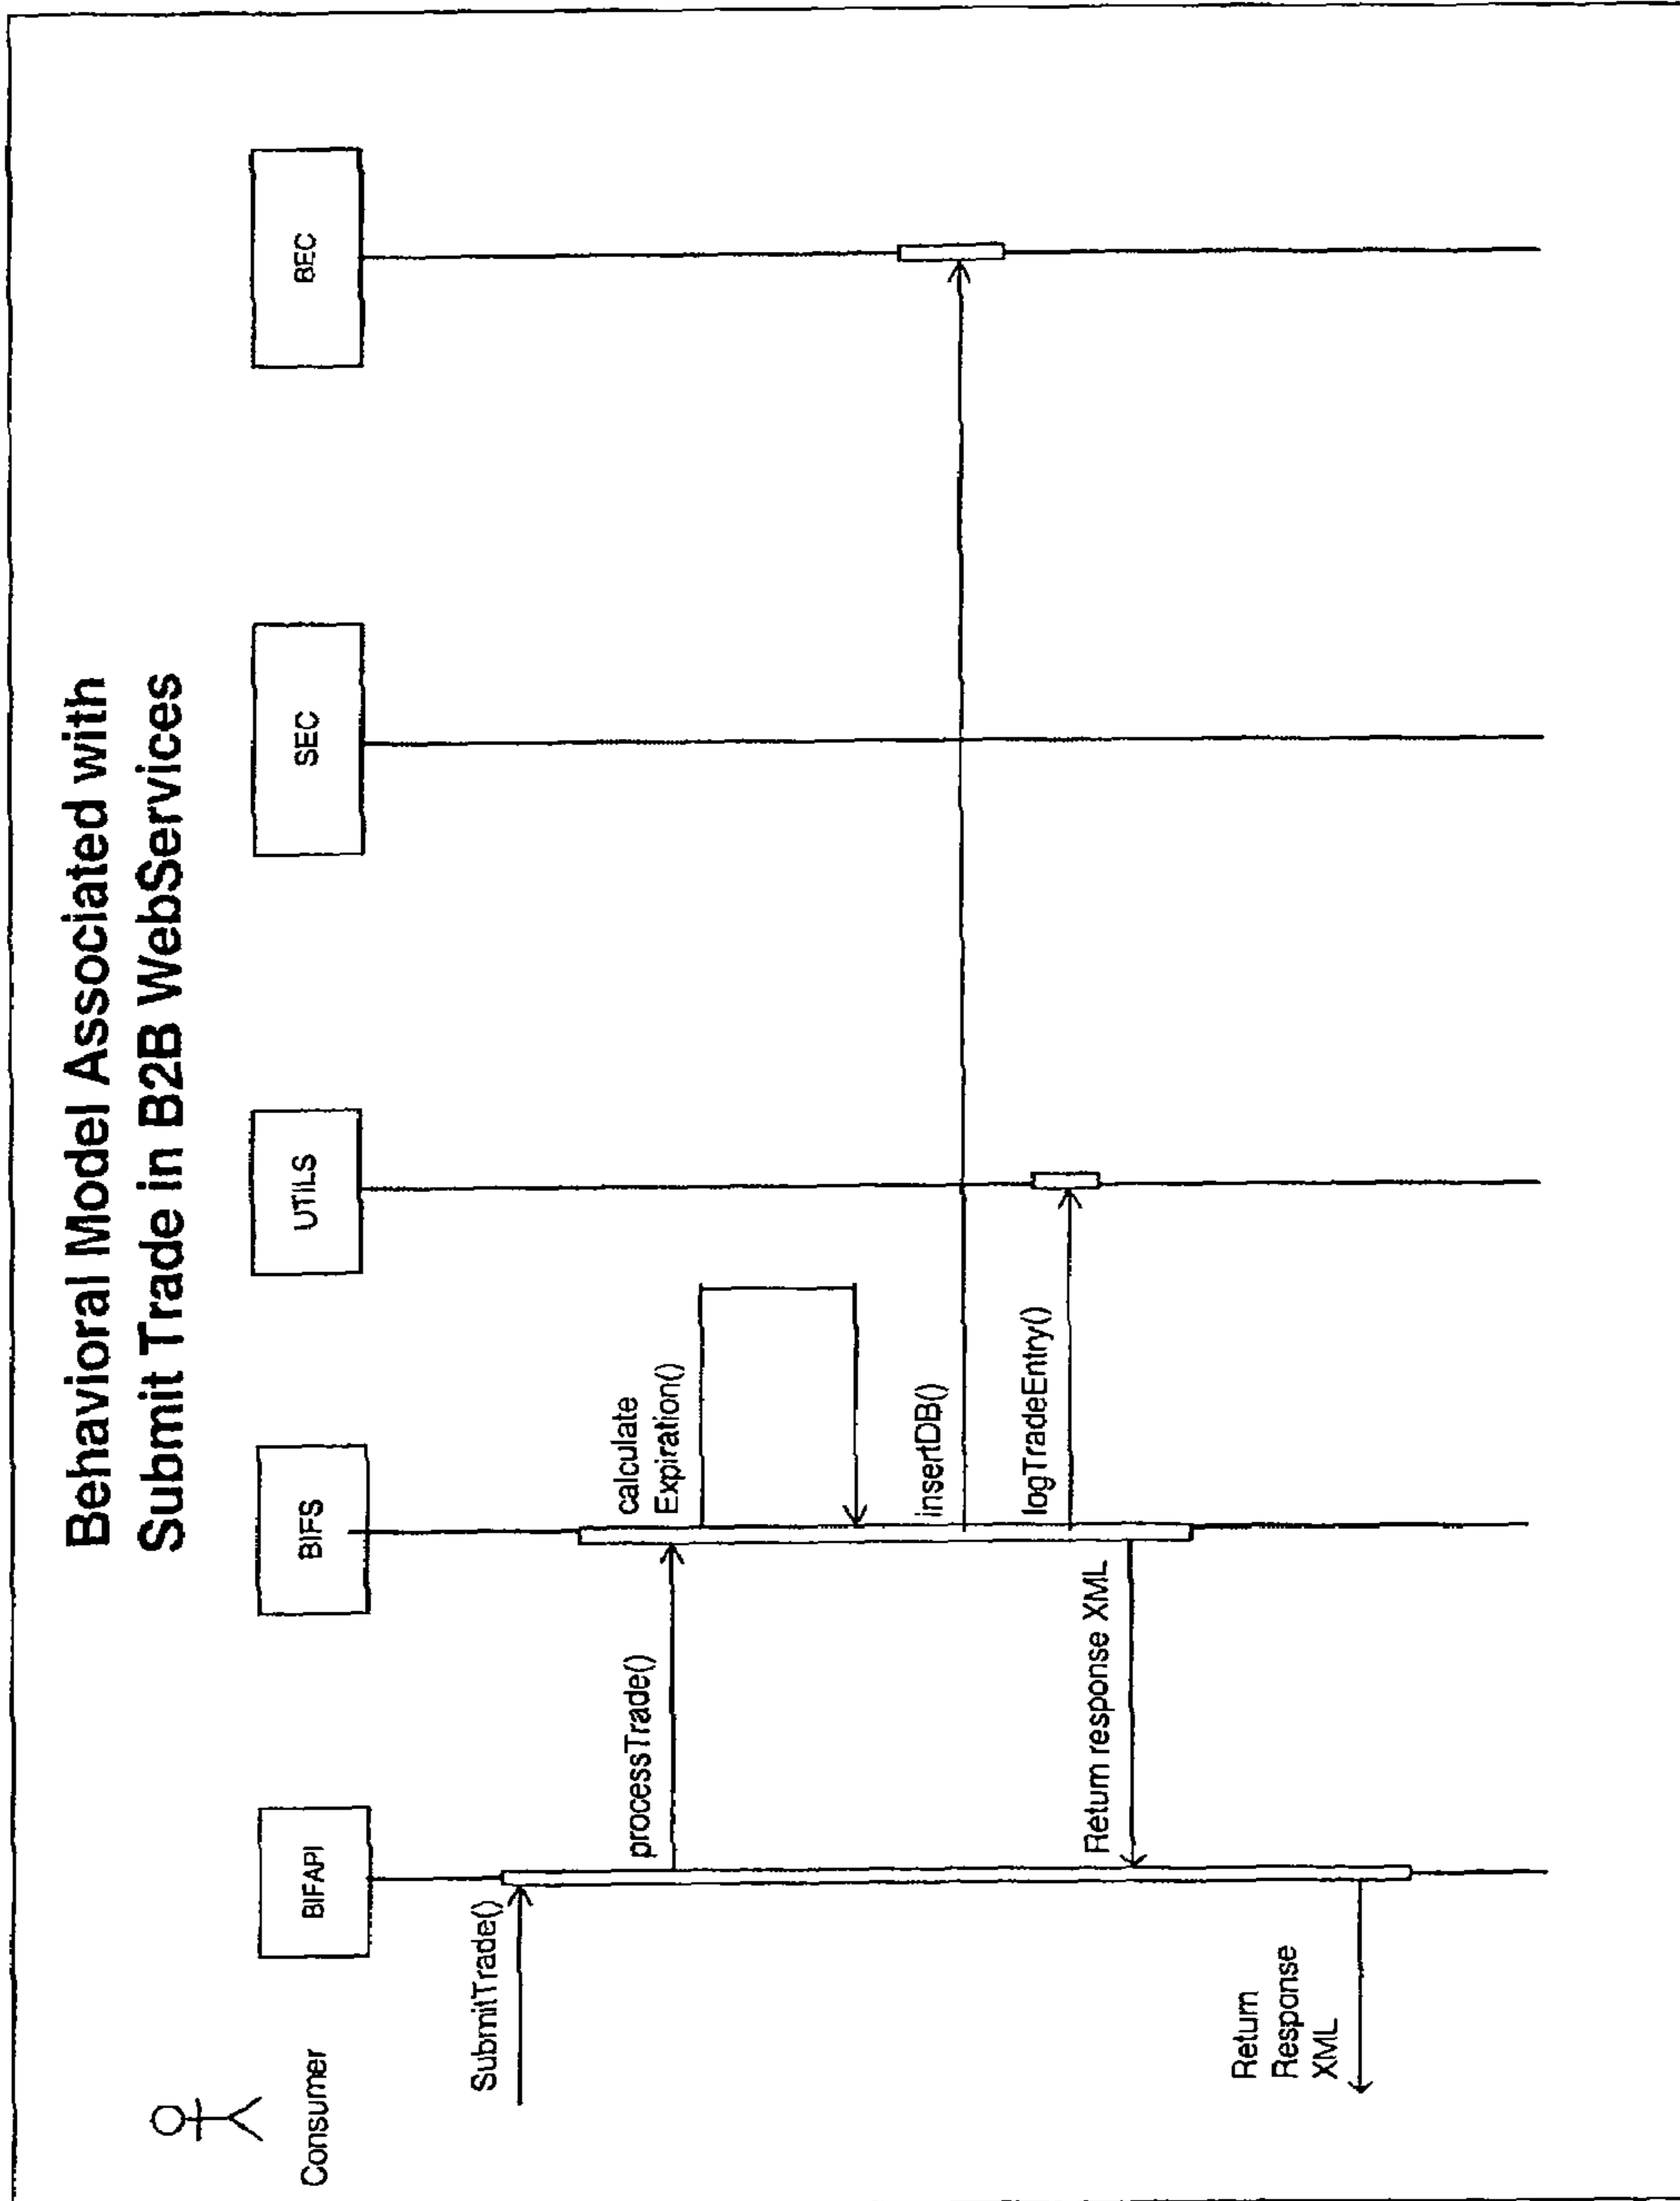 Behavioral Model Associated with
Submit Trade in B2B WebServices
Consumer
BIFAPI
BIFS
UTILS
SEC
BEC
SubmitTrade()
processTrade()
calculate
Expiration()
insertDB()
logTradeEntry()
Return response XML
Return
Response
XML